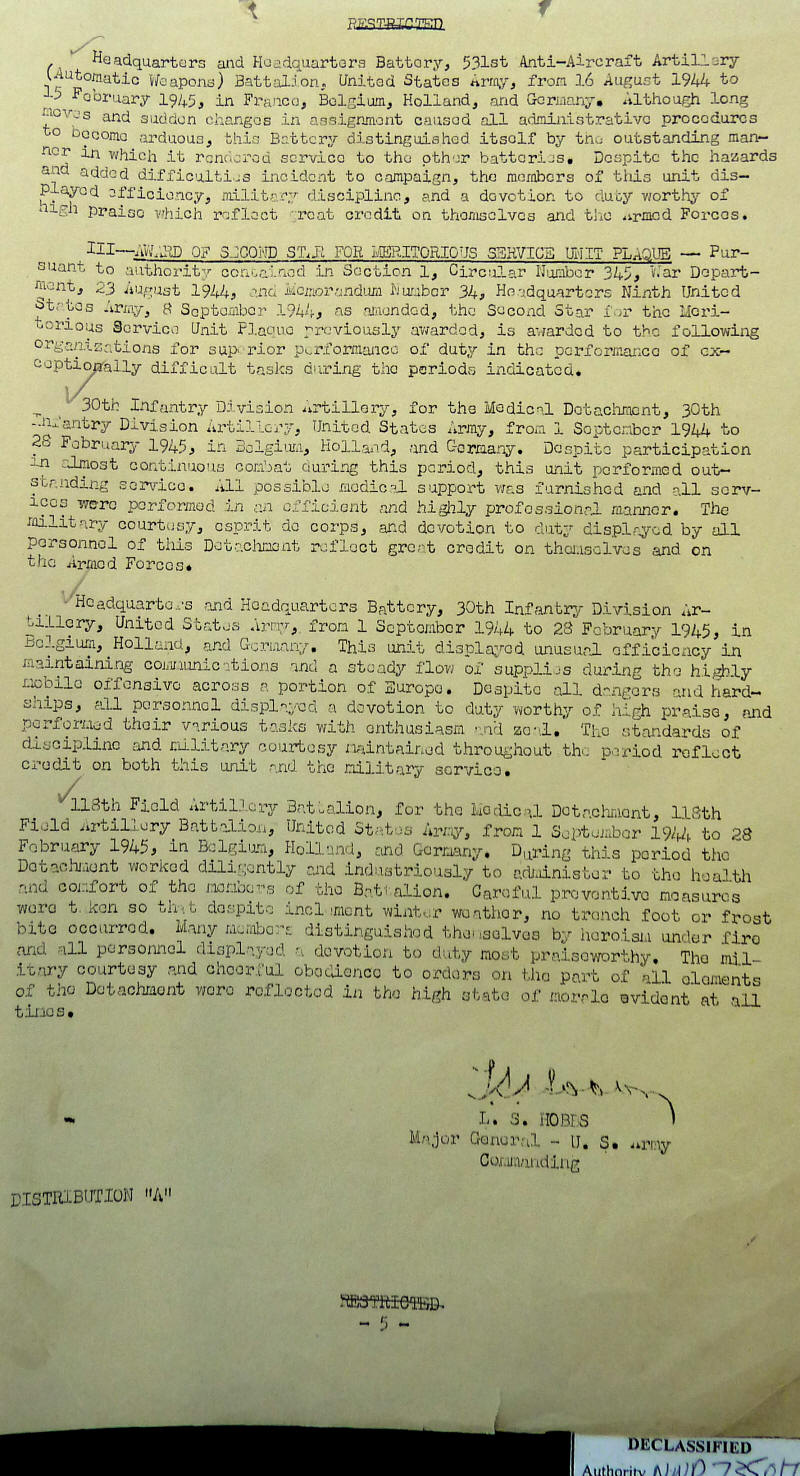 RESTRICTED
Headquarters and Headquarters Battery, 531st Anti-Aircraft Artillery
(Automatic Weapons) Battalion, United States Army, from 16 August 1944 to
15 February 1945, in France, Belgium, Holland, and Germany. Although long
moves and sudden changes in assignment caused all administrative procedures
to become arduous, this Battery distinguished itself by the outstanding man-
ner in which it rendered service to the other batteries. Despite the hazards
and added difficulties incident to campaign, the members of this unit dis-
played efficiency, military discipline, and a devotion to duty worthy of
high praise which reflect great credit on themselves and the Armed Forces.
III—AWARD OF SECOND STAR FOR MERITORIOUS SERVICE UNIT PLAQUE — Pur-
suant to authority contained in Section 1, Circular Number 345, War Depart-
ment, 23 August 1944, and Memorandum Number 34, Headquarters Ninth United
States Army, 8 September 1944, as amended, the Second Star for the Meri-
torious Service Unit Plaque previously awarded, is awarded to the following
organizations for superior performance of duty in the performance of ex-
ceptionally difficult tasks during the periods indicated.
30th Infantry Division Artillery, for the Medical Detachment, 30th
Infantry Division Artillery, United States Army, from 1 September 1944 to
28 February 1945, in Belgium, Holland, and Germany. Despite participation
in almost continuous combat during this period, this unit performed out-
standing service. All possible medical support was furnished and all serv-
ices were performed in an efficient and highly professional manner. The
military courtesy, esprit de corps, and devotion to duty displayed by all
personnel of this Detachment reflect great credit on themselves and on
the Armed Forces.
Headquarters and Headquarters Battery, 30th Infantry Division Ar-
tillery, United States Army, from 1 September 1944 to 28 February 1945, in
Belgium, Holland, and Germany. This unit displayed unusual efficiency in
maintaining communications and a steady flow of supplies during the highly
mobile offensive across a portion of Europe. Despite all dangers and hard-
ships, all personnel displayed a devotion to duty worthy of high praise, and
performed their various tasks with enthusiasm and zeal. The standards of
discipline and military courtesy maintained throughout the period reflect
credit on both this unit and the military service.
118th Field Artillery Battalion, for the Medical Detachment, 118th
Field Artillery Battalion, United States Army, from 1 September 1944 to 28
February 1945, in Belgium, Holland, and Germany. During this period the
Detachment worked diligently and industriously to administer to the health
and comfort of the members of the Battalion. Careful preventive measures
were taken so that despite inclement winter weather, no trench foot or frost
bite occurred. Many members distinguished themselves by heroism under fire
and all personnel displayed a devotion to duty most praiseworthy. The mil-
itary courtesy and cheerful obedience to orders on the part of all elements
of the Detachment were reflected in the high state of morale evident at all
times.
L. S. HOBBS
Major General - U. S. Army
Commanding
DISTRIBUTION "A"
RESTRICTED
- 5 -
DECLASSIFIED
Authority